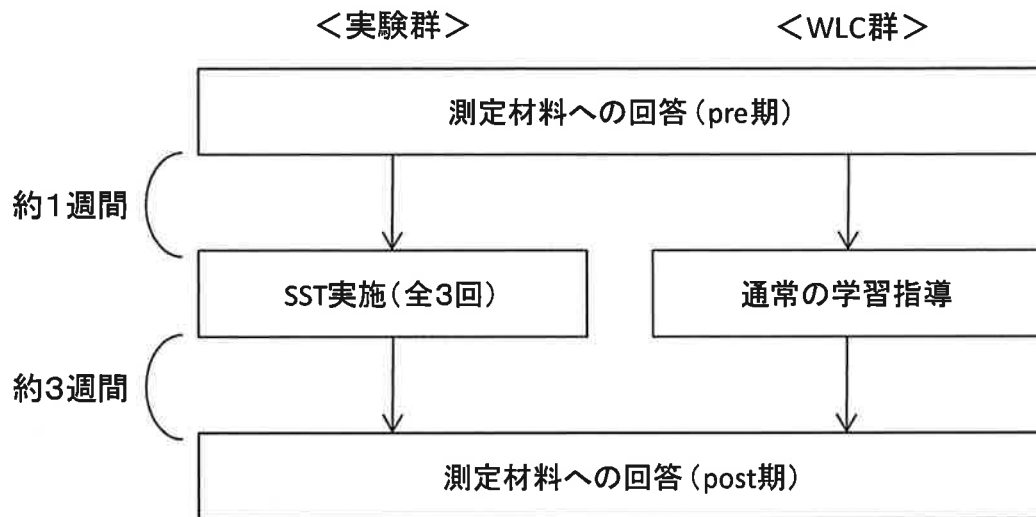 <実験群>
<WLC群>
測定材料への回答(pre期)
約1週間
SST実施(全3回)
通常の学習指導
約3週間
測定材料への回答(post期)